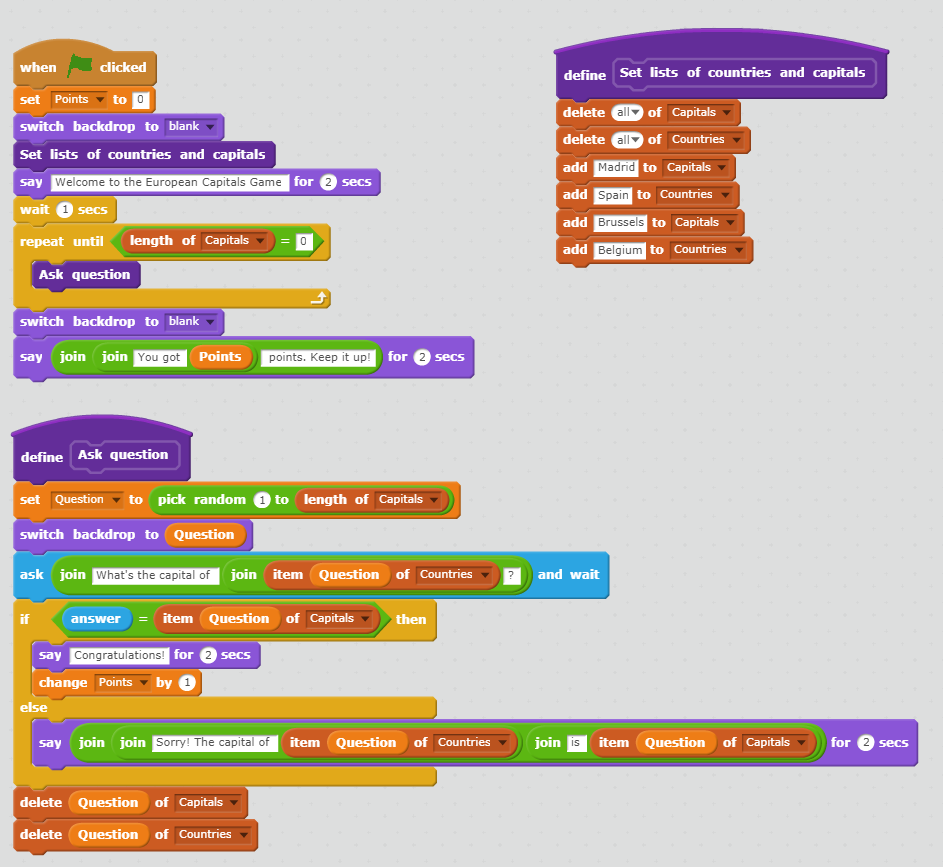 when clicked
set Points to 0
switch backdrop to blank
Set lists of countries and capitals
say Welcome to the European Capitals Game for 2 secs
wait 1 secs
repeat until length of Capitals = 0
Ask question
switch backdrop to blank
say join join You got Points points. Keep it up! for 2 secs
define Set lists of countries and capitals
delete all of Capitals
delete all of Countries
add Madrid to Capitals
add Spain to Countries
add Brussels to Capitals
add Belgium to Countries
define Ask question
set Question to pick random 1 to length of Capitals
switch backdrop to Question
ask join What's the capital of join item Question of Countries ? and wait
if answer = item Question of Capitals then
say Congratulations! for 2 secs
change Points by 1
else
say join join Sorry! The capital of item Question of Countries join is item Question of Capitals for 2 secs
delete Question of Capitals
delete Question of Countries